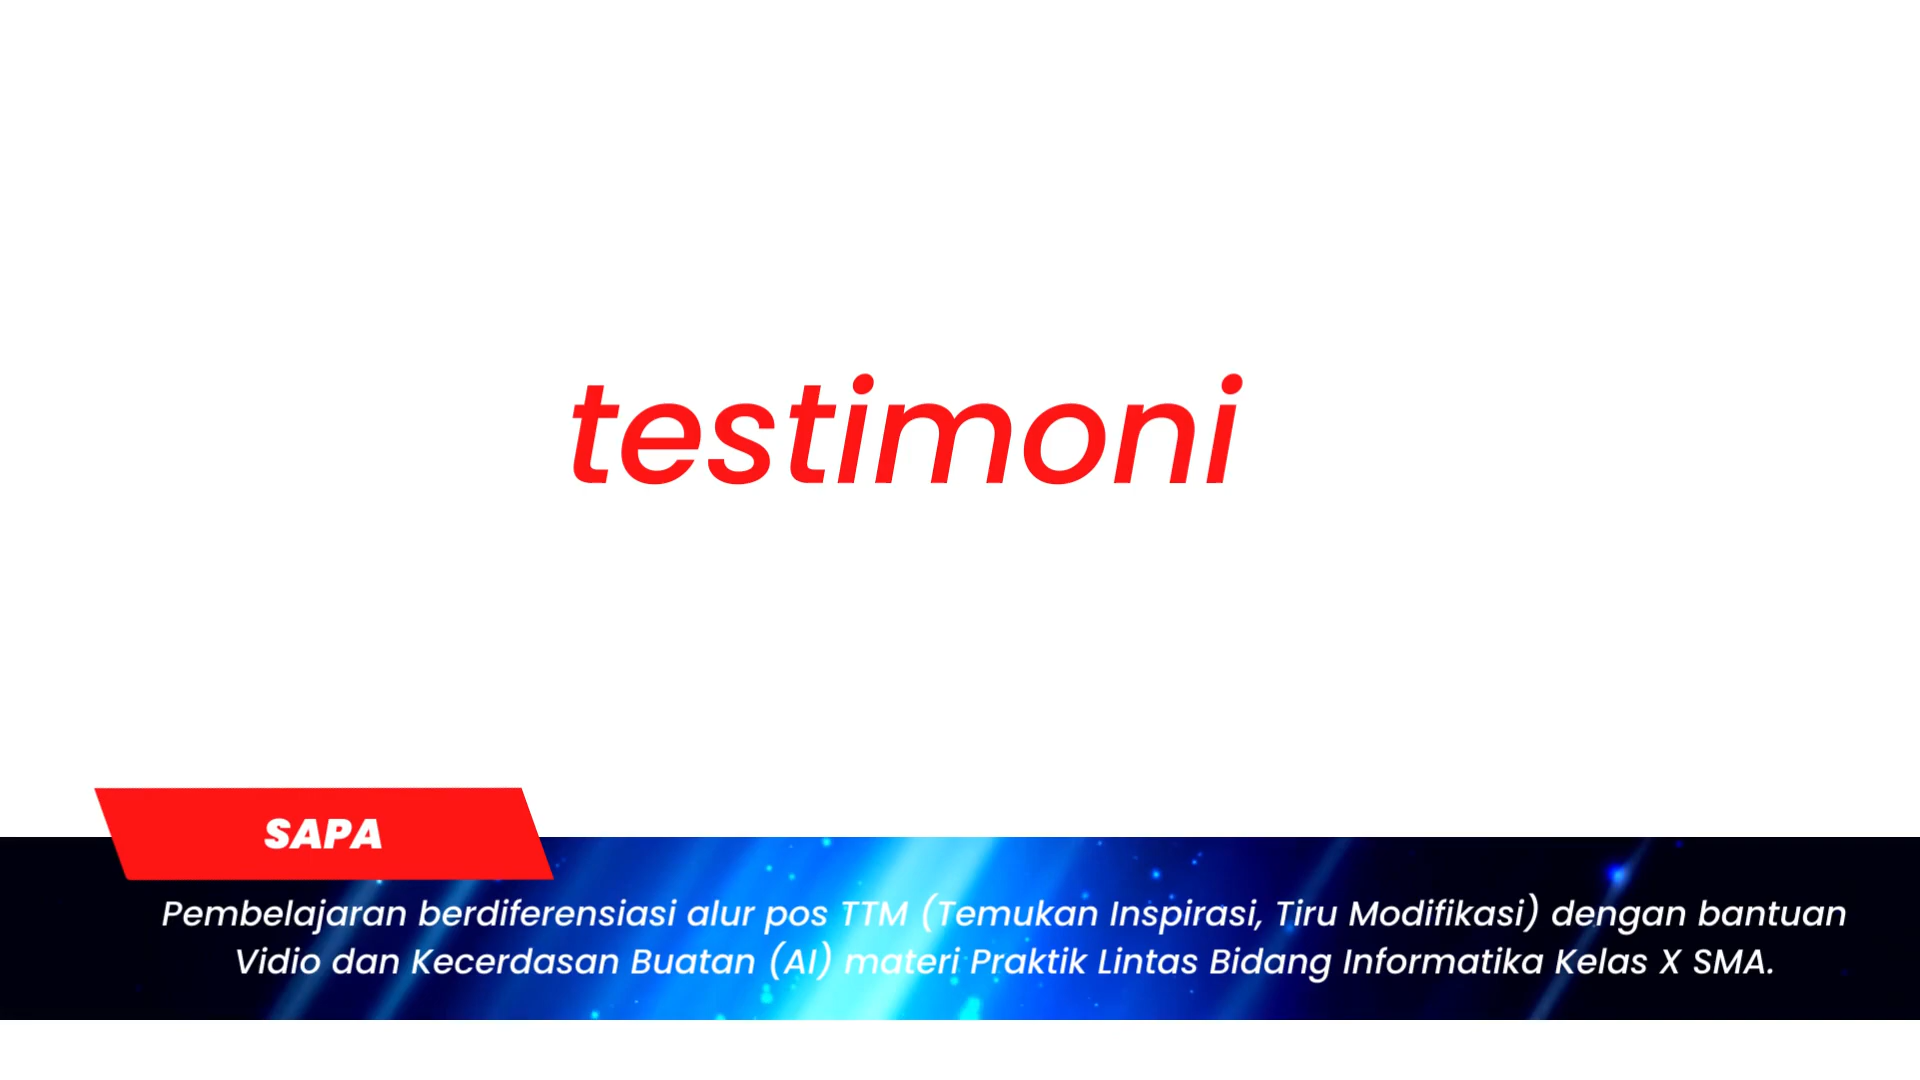 testimoni
SAPA
Pembelajaran berdiferensiasi alur pos TTM (Temukan Inspirasi, Tiru Modifikasi) dengan bantuan
Vidio dan Kecerdasan Buatan (AI) materi Praktik Lintas Bidang Informatika Kelas X SMA.